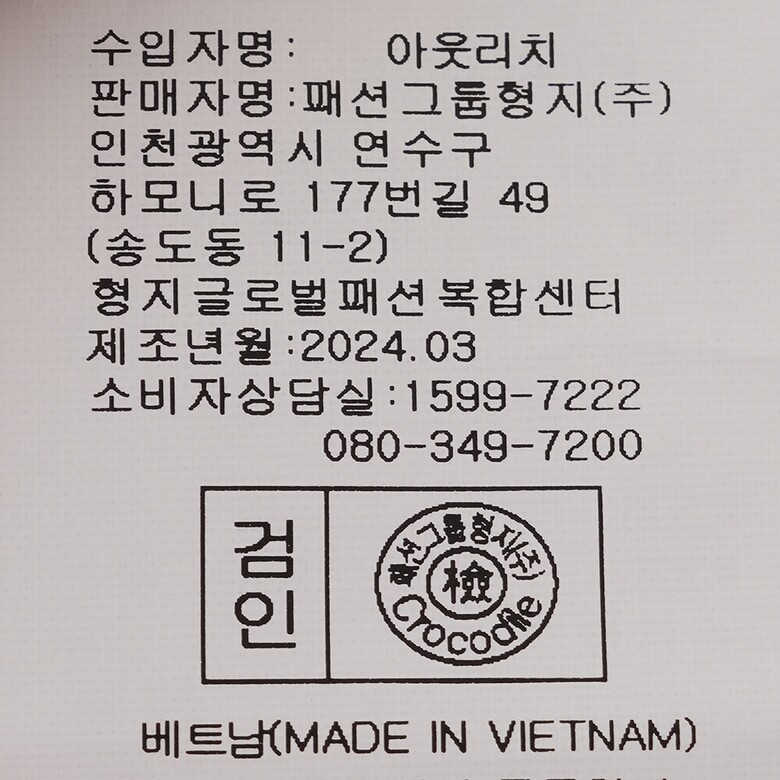 수입자명: 아웃리치
판매자명:패션그룹형지(주)
인천광역시 연수구
하모니로 177번길 49
(송도동 11-2)
형지글로벌패션복합센터
제조년월:2024.03
소비자상담실:1599-7222
080-349-7200
검인
패션그룹형지(주)
檢
Crocodile
베트남(MADE IN VIETNAM)